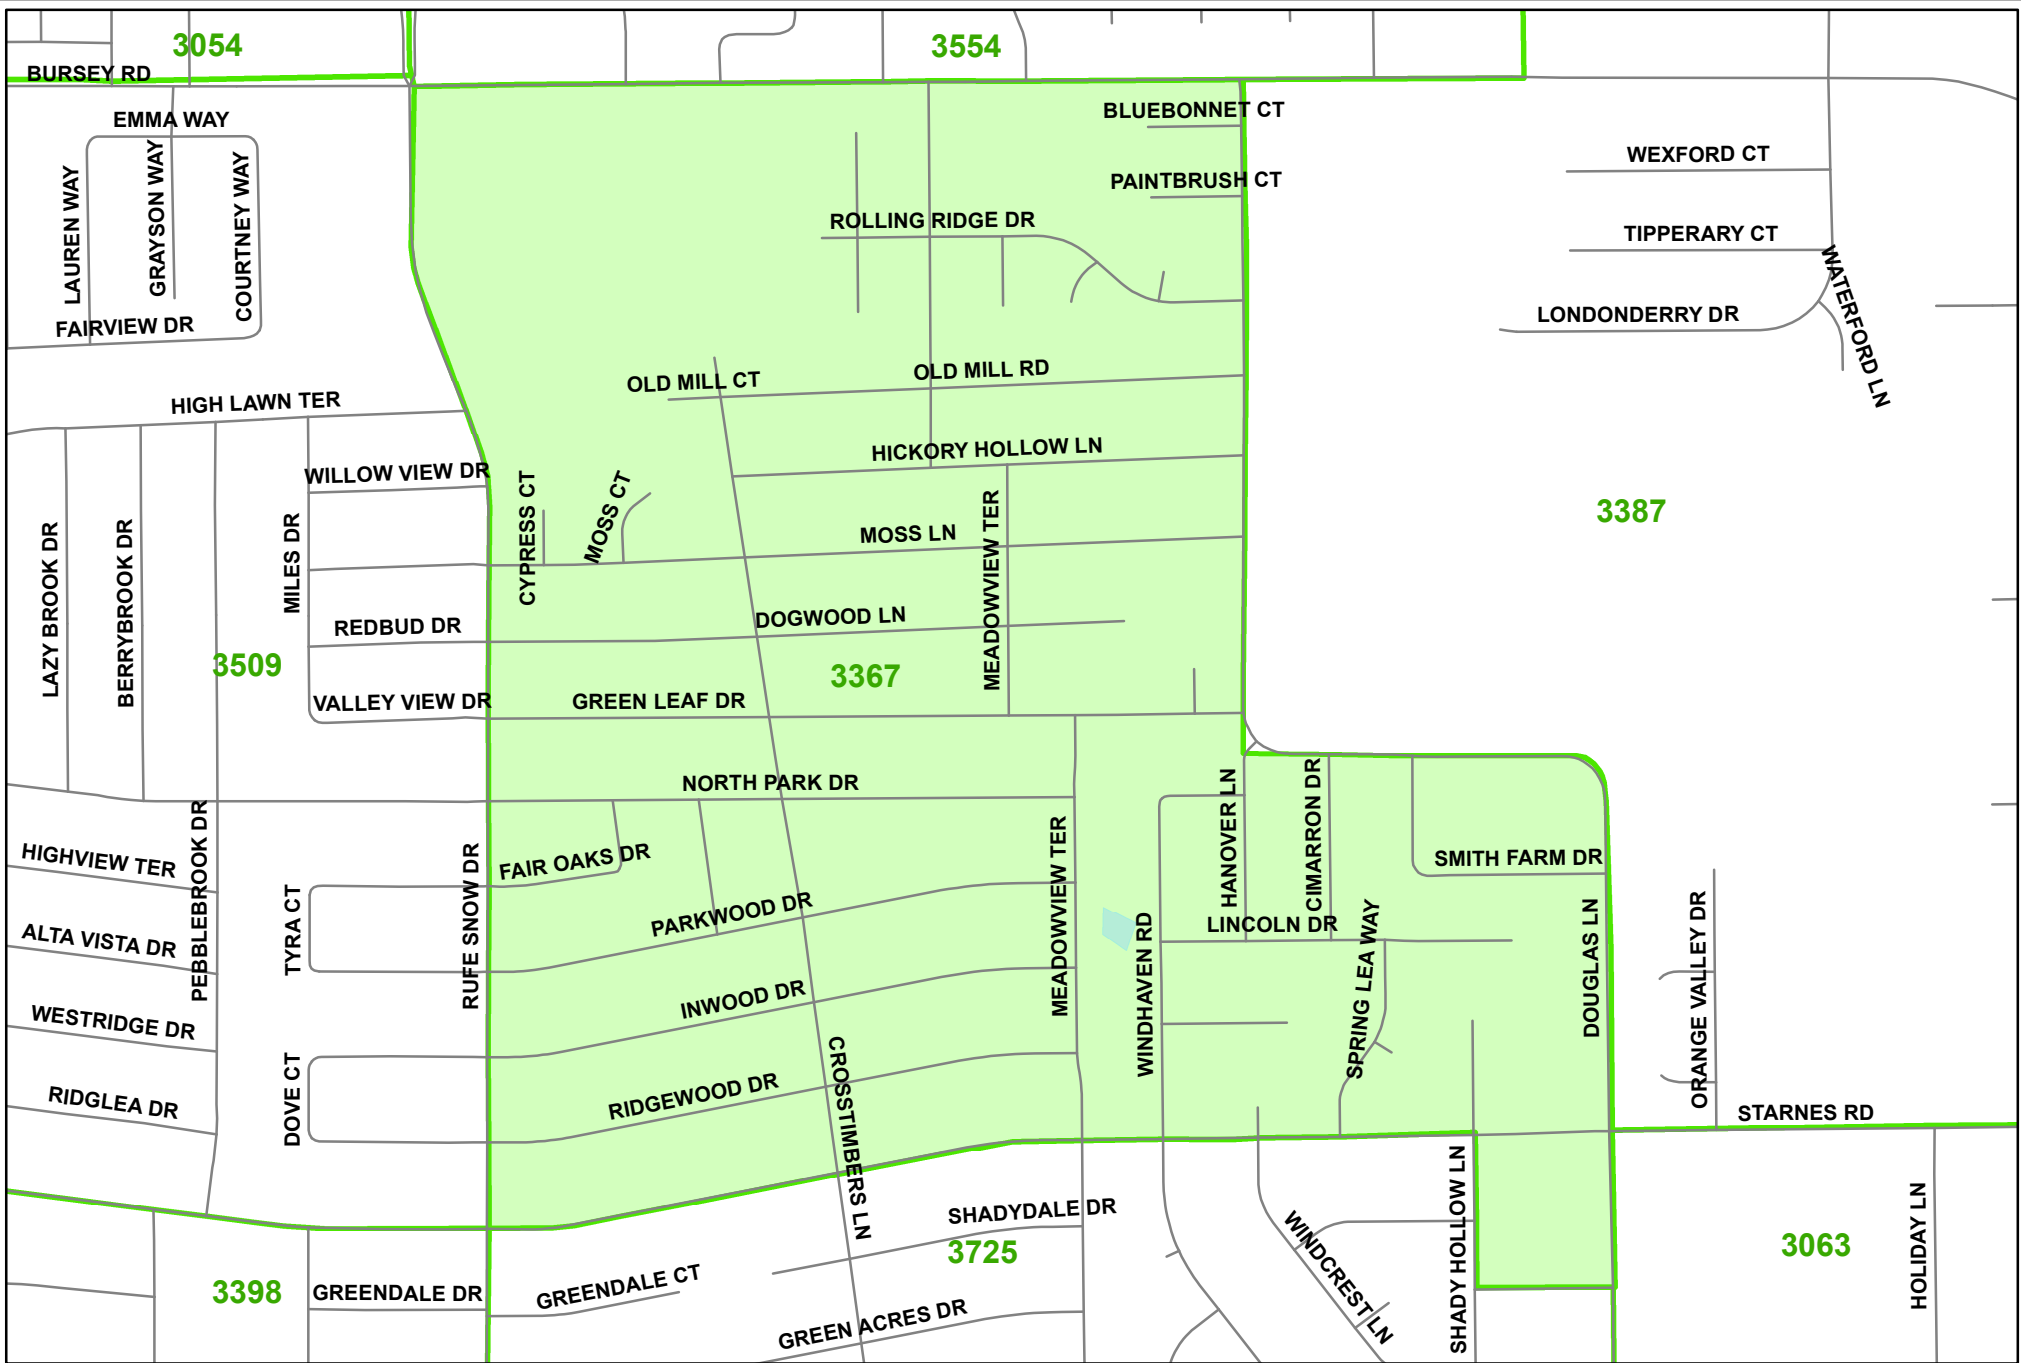 3054
3554
BURSEY RD
BLUEBONNET CT
EMMA WAY
WEXFORD CT
PAINTBRUSH CT
LAUREN WAY
GRAYSON WAY
COURTNEY WAY
ROLLING RIDGE DR
TIPPERARY CT
WATERFORD LN
FAIRVIEW DR
LONDONDERRY DR
OLD MILL CT
OLD MILL RD
HIGH LAWN TER
HICKORY HOLLOW LN
WILLOW VIEW DR
CYPRESS CT
MOSS CT
3387
MEADOWVIEW TER
MOSS LN
LAZY BROOK DR
BERRYBROOK DR
MILES DR
REDBUD DR
DOGWOOD LN
3509
3367
VALLEY VIEW DR
GREEN LEAF DR
NORTH PARK DR
HANOVER LN
CIMARRON DR
PEBBLEBROOK DR
HIGHVIEW TER
FAIR OAKS DR
SMITH FARM DR
RUFE SNOW DR
MEADOWVIEW TER
TYRA CT
PARKWOOD DR
WINDHAVEN RD
LINCOLN DR
SPRING LEA WAY
DOUGLAS LN
ORANGE VALLEY DR
ALTA VISTA DR
WESTRIDGE DR
INWOOD DR
CROSSTIMBERS LN
DOVE CT
RIDGLEA DR
RIDGEWOOD DR
STARNES RD
SHADY HOLLOW LN
HOLIDAY LN
SHADYDALE DR
WINDCREST LN
3725
3063
3398
GREENDALE DR
GREENDALE CT
GREEN ACRES DR